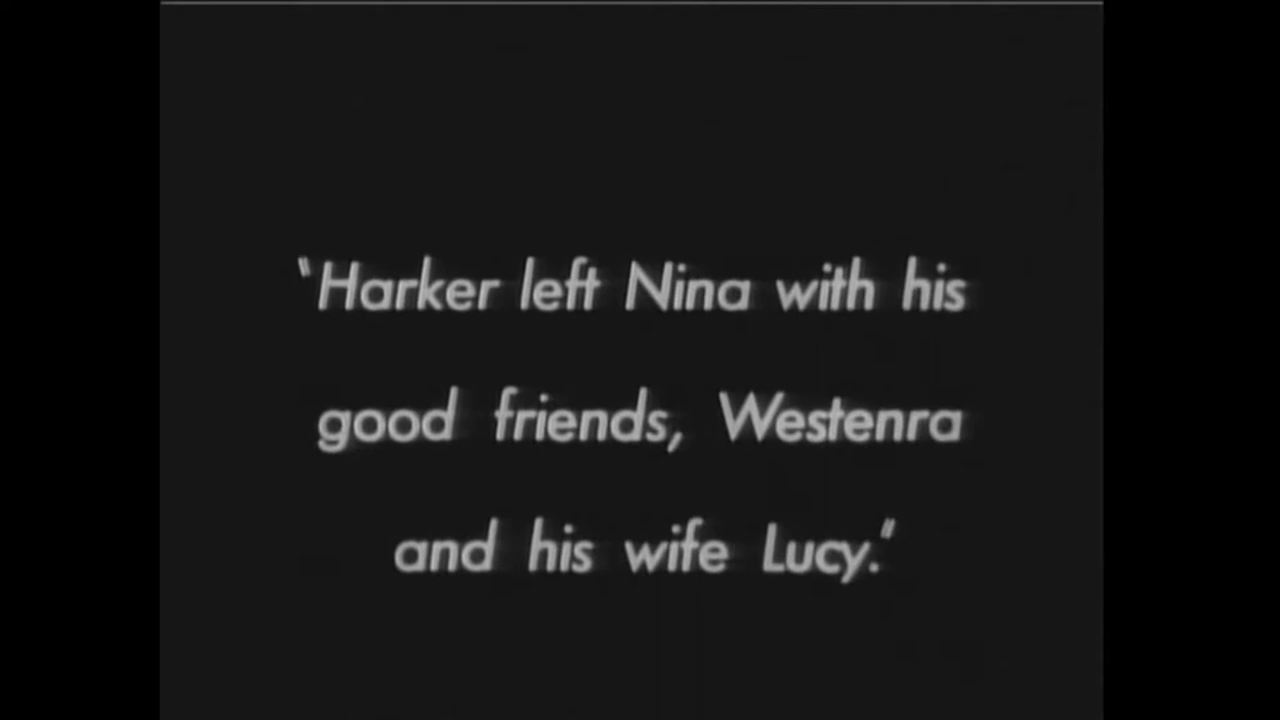 "Harker left Nina with his
good friends, Westenra
and his wife Lucy."